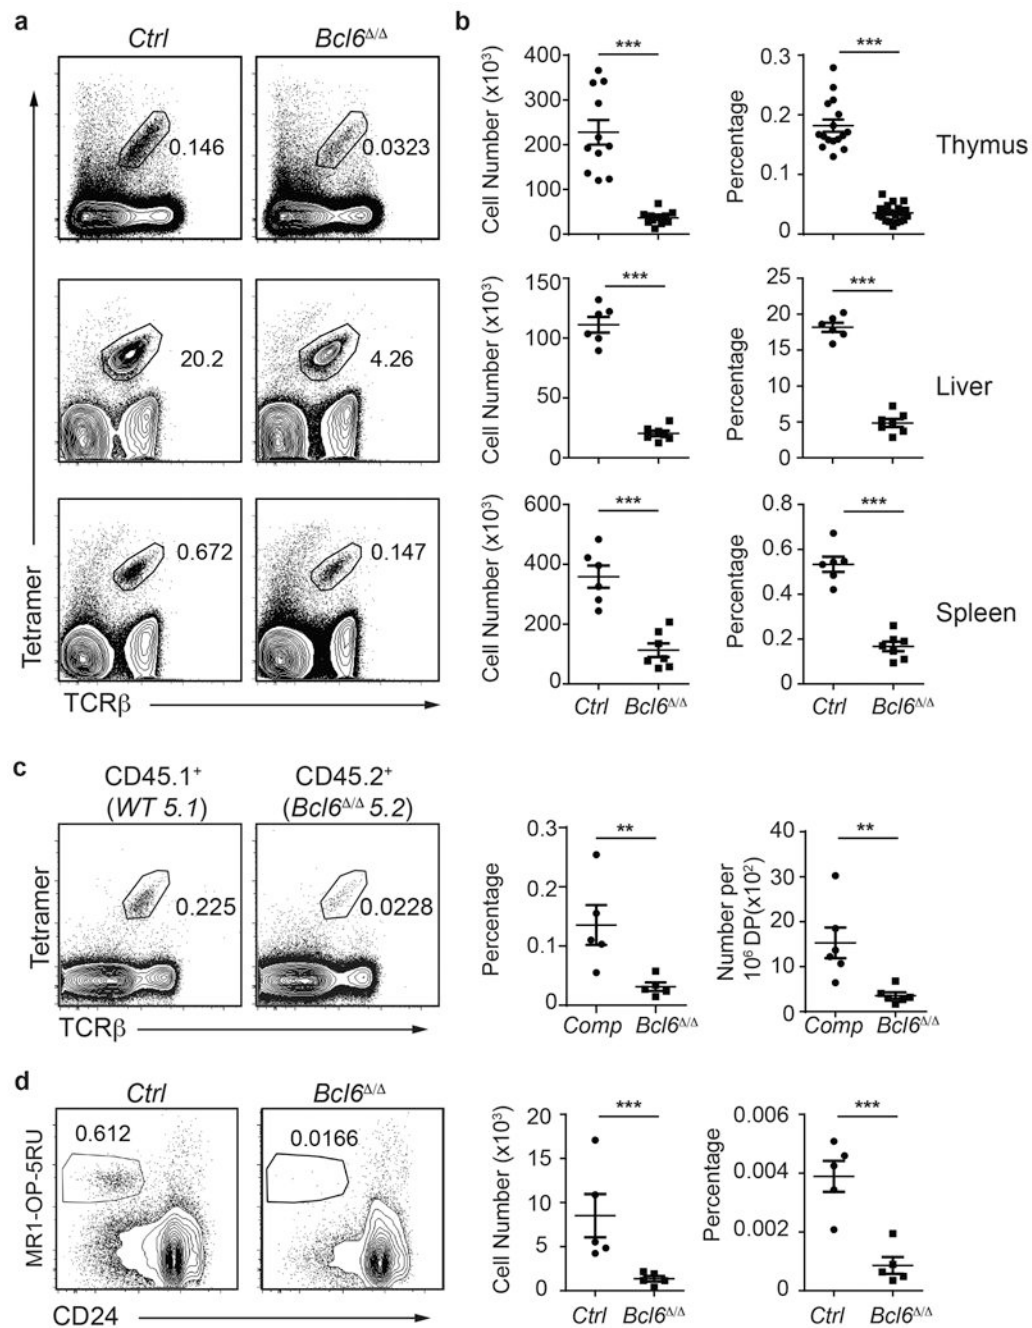 a
Ctrl
Bcl6Δ/Δ
0.146
0.0323
20.2
4.26
0.672
0.147
Tetramer
TCRβ
b
Cell Number (x10³)
400
300
200
100
0
***
Percentage
0.3
0.2
0.1
0
***
Thymus
Cell Number (x10³)
150
110
50
0
***
Percentage
25
20
15
10
5
0
***
Liver
Cell Number (x10³)
600
400
200
0
***
Ctrl
Bcl6Δ/Δ
Percentage
0.8
0.6
0.4
0.2
0
***
Ctrl
Bcl6Δ/Δ
Spleen
c
CD45.1⁺
(WT 5.1)
CD45.2⁺
(Bcl6Δ/Δ 5.2)
0.225
0.0228
Tetramer
TCRβ
Percentage
0.3
0.2
0.1
0
**
Comp
Bcl6Δ/Δ
Number per
10⁶ DP(x10²)
40
30
20
10
0
**
Comp
Bcl6Δ/Δ
d
Ctrl
Bcl6Δ/Δ
0.612
0.0166
MR1-OP-5RU
CD24
Cell Number (x10³)
20
15
10
5
0
***
Ctrl
Bcl6Δ/Δ
Percentage
0.006
0.004
0.002
0
***
Ctrl
Bcl6Δ/Δ